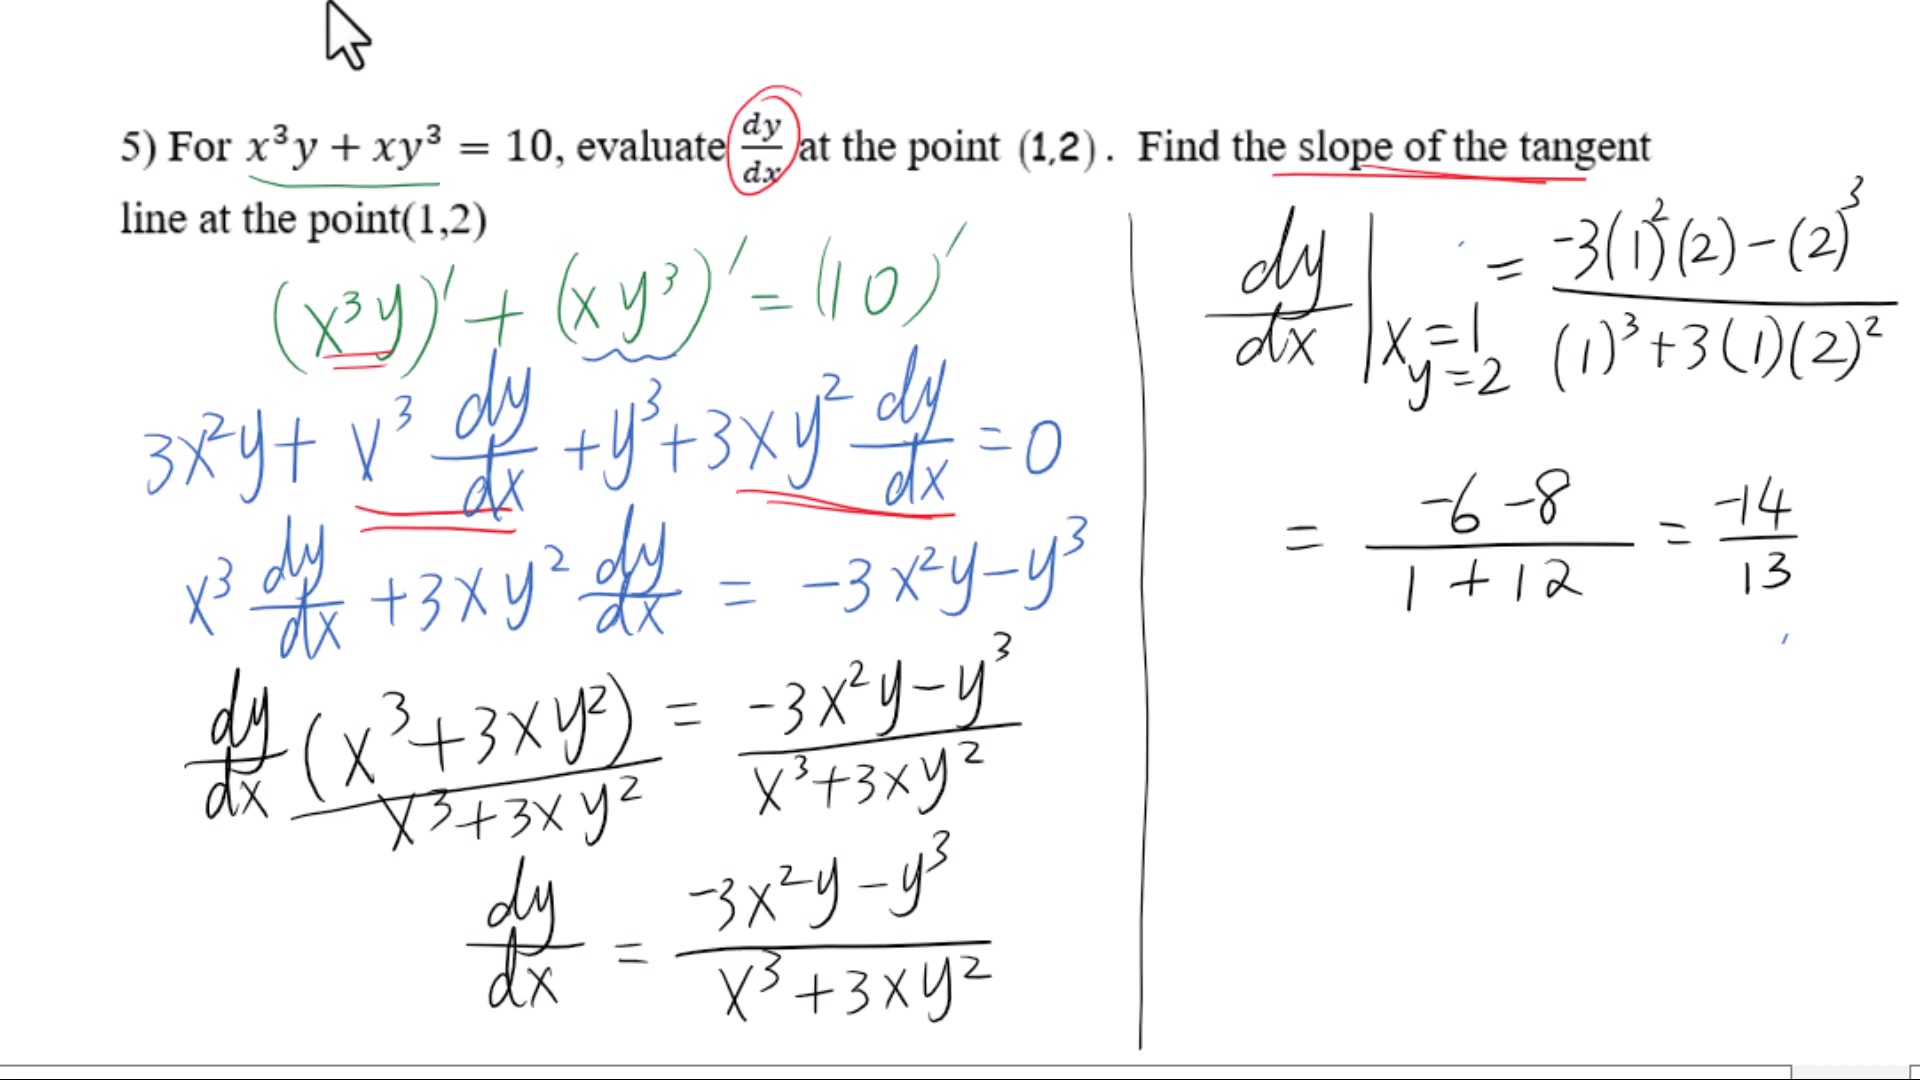 5) For x³y + xy³ = 10, evaluate dy/dx at the point (1,2). Find the slope of the tangent
line at the point(1,2)
(x³y)' + (xy³)' = (10)'
3x²y + x³ dy/dx + y³ + 3xy² dy/dx = 0
x³ dy/dx + 3xy² dy/dx = -3x²y - y³
dy/dx (x³ + 3xy²)/(x³ + 3xy²) = (-3x²y - y³)/(x³ + 3xy²)
dy/dx = (-3x²y - y³)/(x³ + 3xy²)
dy/dx | x=1 y=2 = (-3(1)²(2) - (2)³)/((1)³ + 3(1)(2)²)
= (-6 - 8)/(1 + 12) = -14/13